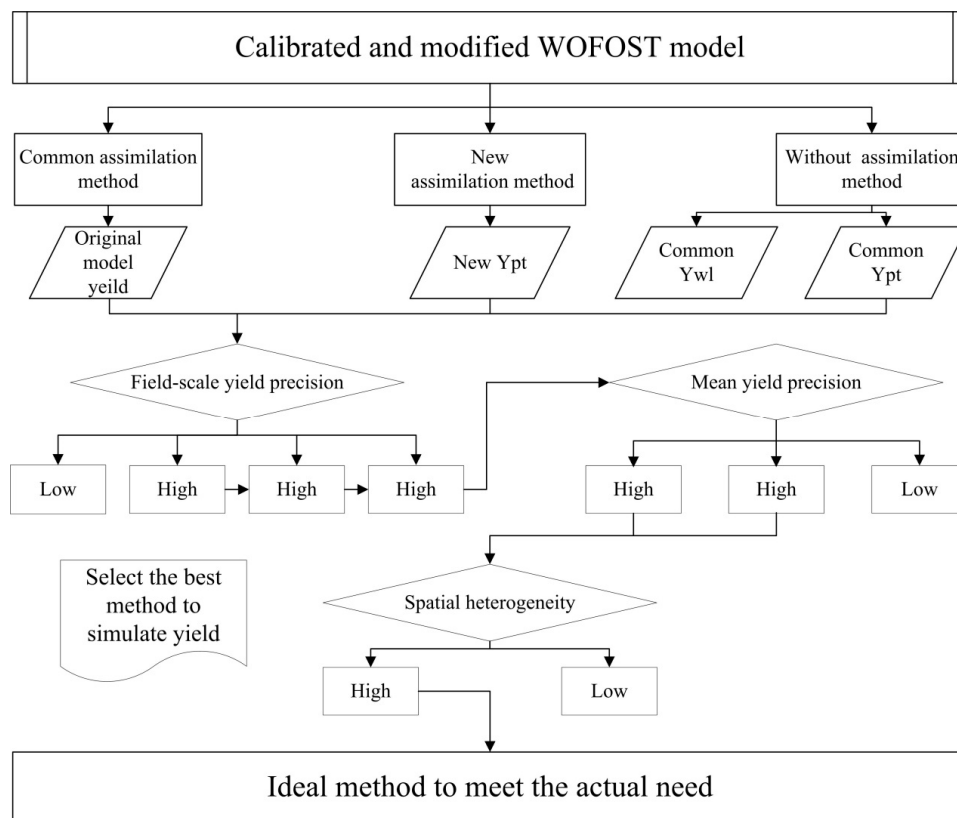 Calibrated and modified WOFOST model
Common assimilation
method
New
assimilation method
Without assimilation
method
Original
model
yeild
New Ypt
Common
Ywl
Common
Ypt
Field-scale yield precision
Mean yield precision
Low
High
High
High
High
High
Low
Select the best
method to
simulate yield
Spatial heterogeneity
High
Low
Ideal method to meet the actual need